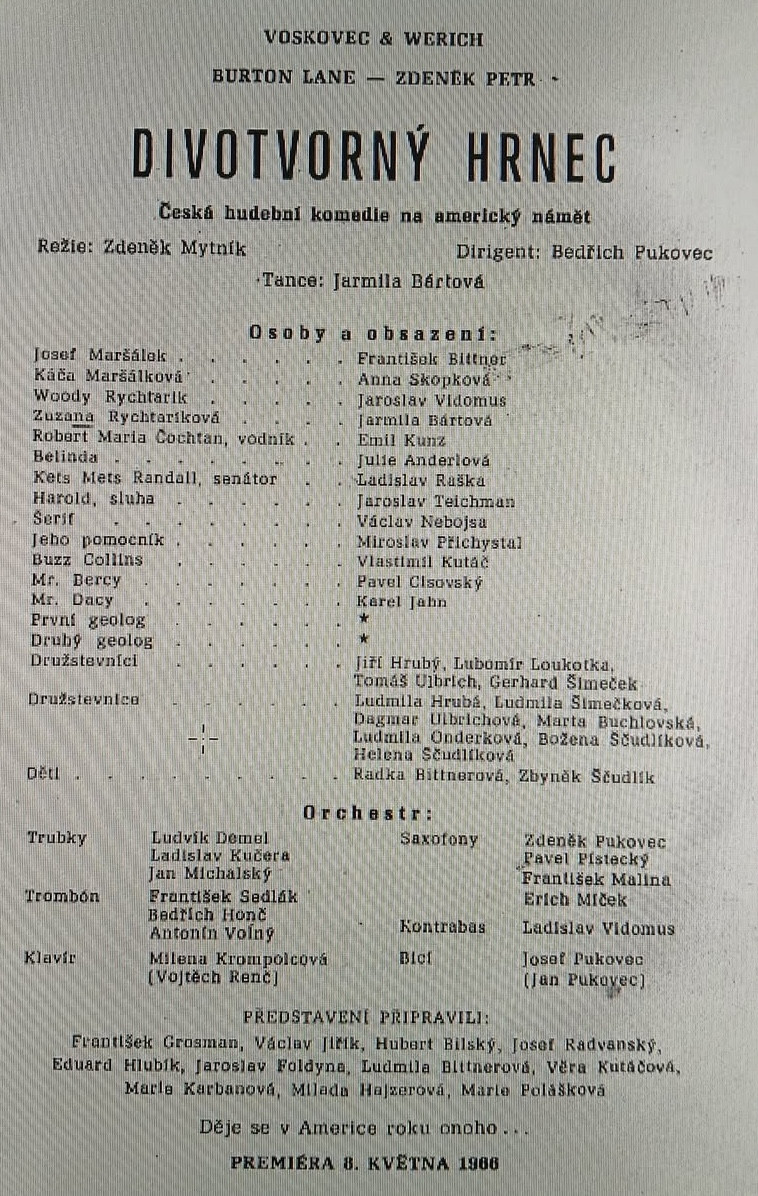 VOSKOVEC & WERICH
BURTON LANE — ZDENĚK PETR
DIVOTVORNÝ HRNEC
Česká hudební komedie na americký námět
Režie: Zdeněk Mytník Dirigent: Bedřich Pukovec
Tance: Jarmila Bártová
Osoby a obsazení:
Josef Maršálek . . . . . . František Bittner
Káča Maršálková . . . . . Anna Skopková
Woody Rychtarik . . . . . Jaroslav Vidomus
Zuzana Rychtariková . . . . Jarmila Bártová
Robert Maria Čochtan, vodník . . Emil Kunz
Belinda . . . . . . . . Julie Anderlová
Kets Mets Randall, senátor . . Ladislav Raška
Harold, sluha . . . . . . Jaroslav Teichman
Šerif . . . . . . . . Václav Nebojsa
Jeho pomocník . . . . . . Miroslav Přichystal
Buzz Collins . . . . . . Vlastimil Kutáč
Mr. Bercy . . . . . . . Pavel Cisovský
Mr. Dacy . . . . . . . Karel Jahn
První geolog . . . . . . *
Druhý geolog . . . . . . *
Družstevníci . . . . . . Jiří Hrubý, Lubomír Loukotka,
Tomáš Ulbrich, Gerhard Šimeček
Družstevnice . . . . . . Ludmila Hrubá, Ludmila Šimečková,
Dagmar Ulbrichová, Marta Buchlovská,
Ludmila Onderková, Božena Ščudlíková,
Helena Ščudlíková
Děti . . . . . . . . . Radka Bittnerová, Zbyněk Ščudlík
Orchestr:
Trubky Ludvík Demel Saxofony Zdeněk Pukovec
Ladislav Kučera Pavel Pístecký
Jan Michalský František Malina
Trombón František Sedlák Erich Míček
Bedřich Honč
Kontrabas Ladislav Vidomus
Antonín Volný
Klavír Milena Krompolcová Bicí Josef Pukovec
(Vojtěch Renč) (Jan Pukovec)
PŘEDSTAVENÍ PŘIPRAVILI:
František Grosman, Václav Jiřík, Hubert Bilský, Josef Radvanský,
Eduard Hlubík, Jaroslav Foldyna, Ludmila Bittnerová, Věra Kutáčová,
Marie Karbanová, Milada Hajzerová, Marie Polášková
Děje se v Americe roku onoho...
PREMIÉRA 8. KVĚTNA 1966